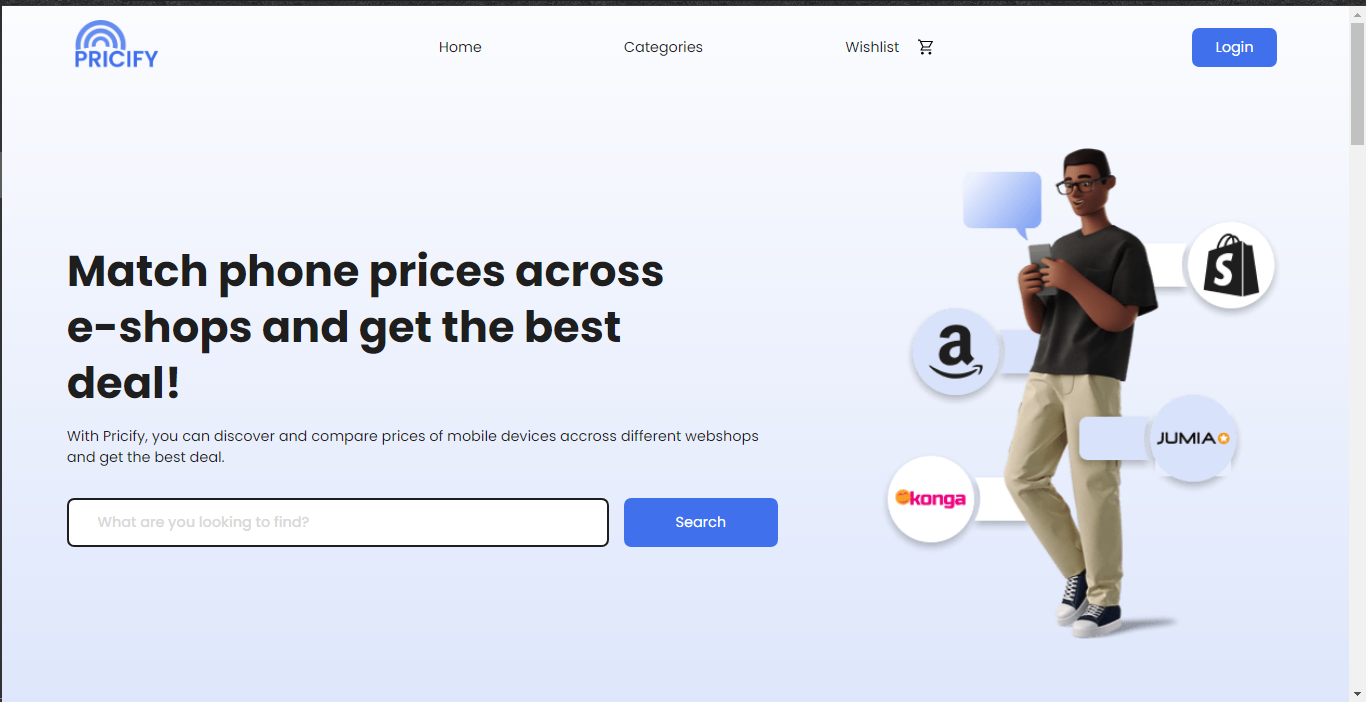 PRICIFY
Home
Categories
Wishlist
Login
Match phone prices across
e-shops and get the best
deal!
With Pricify, you can discover and compare prices of mobile devices accross different webshops
and get the best deal.
What are you looking to find?
Search
S
a
JUMIA
konga